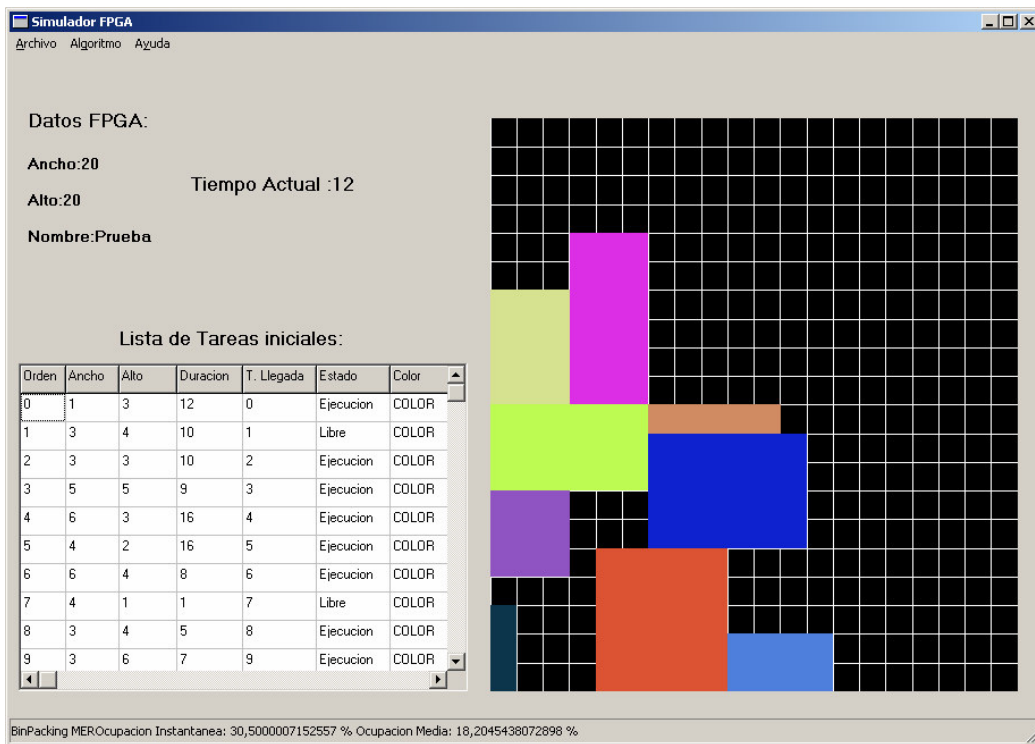 Simulador FPGA
Archivo Algoritmo Ayuda
Datos FPGA:
Ancho:20
Tiempo Actual :12
Alto:20
Nombre:Prueba
Lista de Tareas iniciales:
Orden Ancho Alto Duracion T. Llegada Estado Color
0 1 3 12 0 Ejecucion COLOR
1 3 4 10 1 Libre COLOR
2 3 3 10 2 Ejecucion COLOR
3 5 5 9 3 Ejecucion COLOR
4 6 3 16 4 Ejecucion COLOR
5 4 2 16 5 Ejecucion COLOR
6 6 4 8 6 Ejecucion COLOR
7 4 1 1 7 Libre COLOR
8 3 4 5 8 Ejecucion COLOR
9 3 6 7 9 Ejecucion COLOR
BinPacking MEROcupacion Instantanea: 30,5000007152557 % Ocupacion Media: 18,2045438072898 %